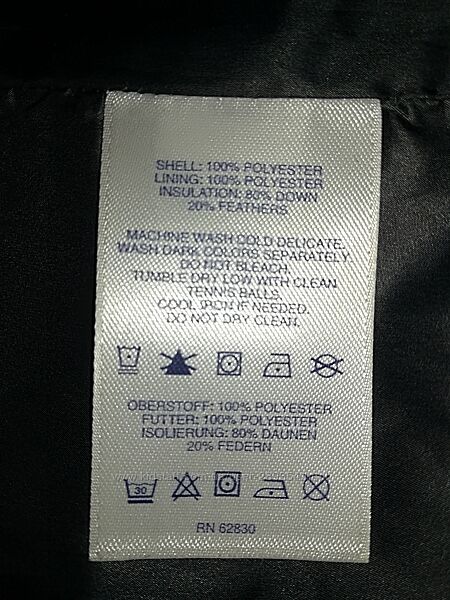 SHELL: 100% POLYESTER
LINING: 100% POLYESTER
INSULATION: 80% DOWN
20% FEATHERS
MACHINE WASH COLD DELICATE.
WASH DARK COLORS SEPARATELY.
DO NOT BLEACH.
TUMBLE DRY LOW WITH CLEAN
TENNIS BALLS.
COOL IRON IF NEEDED.
DO NOT DRY CLEAN.
OBERSTOFF: 100% POLYESTER
FUTTER: 100% POLYESTER
ISOLIERUNG: 80% DAUNEN
20% FEDERN
30
RN 62830